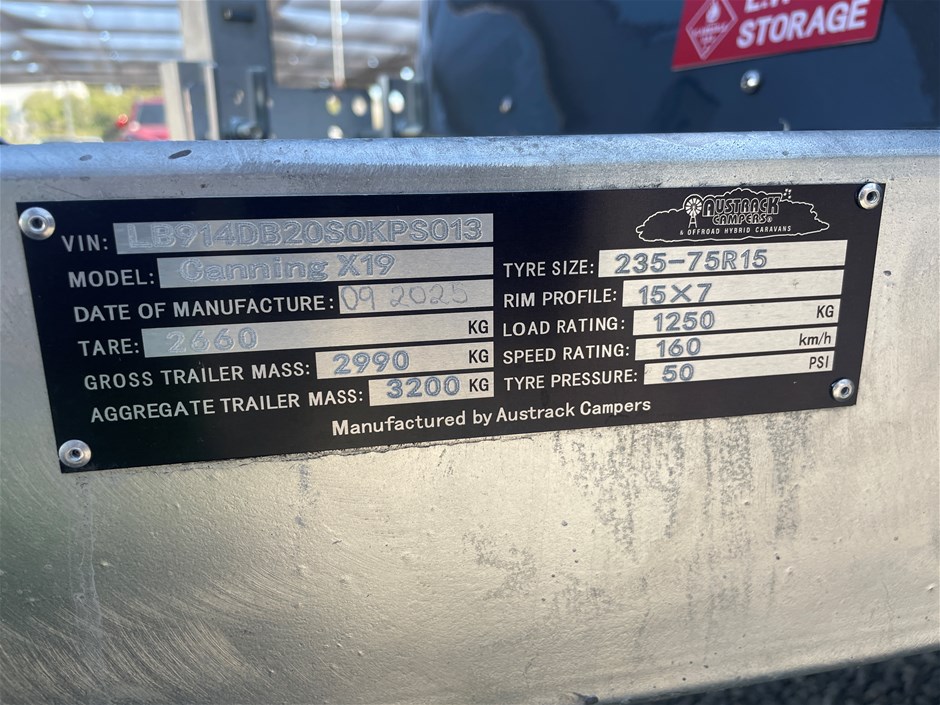 L.P.
STORAGE
AUSTRACK
CAMPERS®
& OFFROAD HYBRID CARAVANS
VIN: LB914DB20S0KPS013
MODEL: Canning X19
DATE OF MANUFACTURE: 09 2025
TARE: 2660 KG
GROSS TRAILER MASS: 2990 KG
AGGREGATE TRAILER MASS: 3200 KG
TYRE SIZE: 235-75R15
RIM PROFILE: 15X7
LOAD RATING: 1250 KG
SPEED RATING: 160 km/h
TYRE PRESSURE: 50 PSI
Manufactured by Austrack Campers